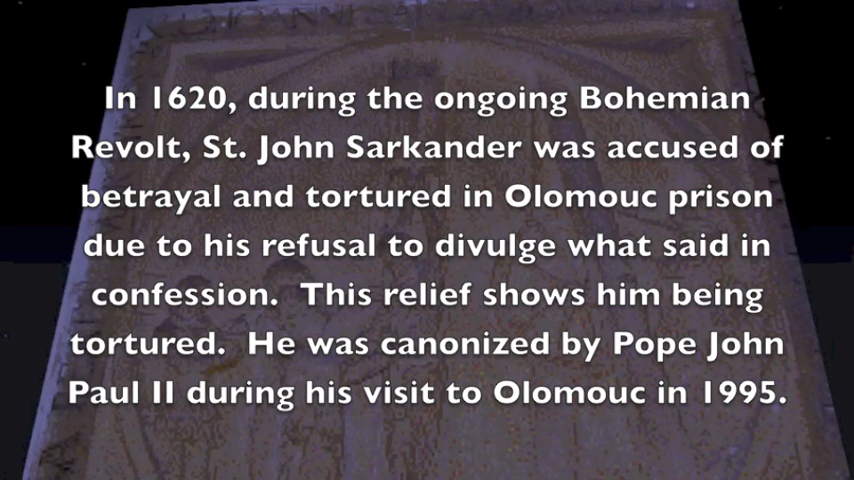 In 1620, during the ongoing Bohemian
Revolt, St. John Sarkander was accused of
betrayal and tortured in Olomouc prison
due to his refusal to divulge what said in
confession.  This relief shows him being
tortured.  He was canonized by Pope John
Paul II during his visit to Olomouc in 1995.